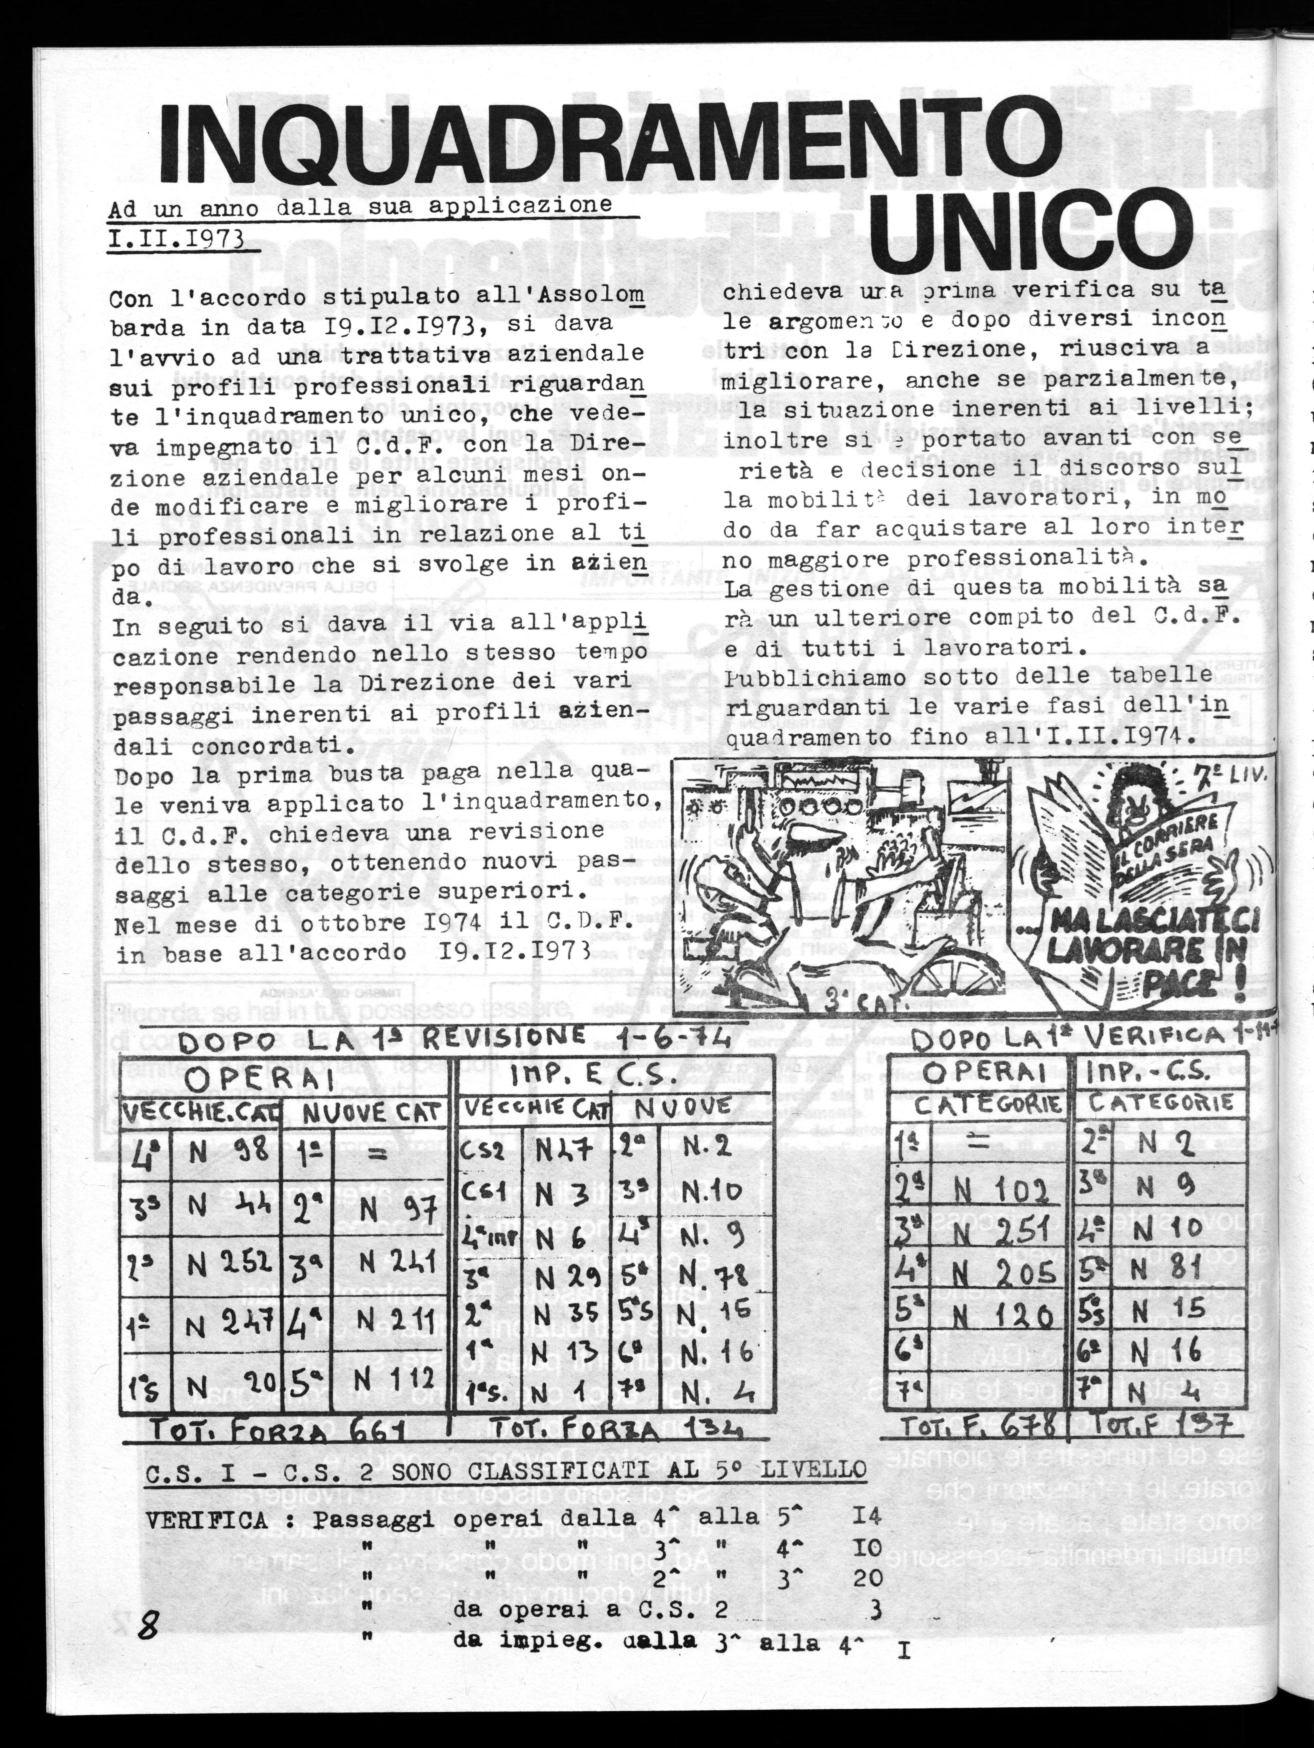 INQUADRAMENTO
UNICO
Ad un anno dalla sua applicazione
I.II.I973
Con l'accordo stipulato all'Assolom
barda in data I9.I2.I973, si dava
l'avvio ad una trattativa aziendale
sui profili professionali riguardan
te l'inquadramento unico, che vede-
va impegnato il C.d.F. con la Dire-
zione aziendale per alcuni mesi on-
de modificare e migliorare i profi-
li professionali in relazione al ti
po di lavoro che si svolge in azien
da.
In seguito si dava il via all'appli
cazione rendendo nello stesso tempo
responsabile la Direzione dei vari
passaggi inerenti ai profili azien-
dali concordati.
Dopo la prima busta paga nella qua-
le veniva applicato l'inquadramento,
il C.d.F. chiedeva una revisione
dello stesso, ottenendo nuovi pas-
saggi alle categorie superiori.
Nel mese di ottobre I974 il C.D.F.
in base all'accordo I9.I2.I973
chiedeva una prima verifica su ta
le argomento e dopo diversi incon
tri con la Direzione, riusciva a
migliorare, anche se parzialmente,
la situazione inerenti ai livelli;
inoltre si è portato avanti con se
rietà e decisione il discorso sul
la mobilità dei lavoratori, in mo
do da far acquistare al loro inter
no maggiore professionalità.
La gestione di questa mobilità sa
rà un ulteriore compito del C.d.F.
e di tutti i lavoratori.
Pubblichiamo sotto delle tabelle
riguardanti le varie fasi dell'in
quadramento fino all'I.II.I974.
3ª CAT.
7º LIV.
IL CORRIERE
DELLA SERA
... MA LASCIATECI
LAVORARE IN
PACE!
DOPO LA 1ª REVISIONE 1-6-74
OPERAI IMP. E C.S.
VECCHIE.CAT NUOVE CAT VECCHIE CAT NUOVE
4ª N 98 1ª =
3ª N 44 2ª N 97
2ª N 252 3ª N 241
1ª N 247 4ª N 211
1ªS N 20 5ª N 112
CS2 N 47 2ª N. 2
CS1 N 3 3ª N. 10
4ª IMP N 6 4ª N. 9
3ª N 29 5ª N. 78
2ª N 35 5ªS N. 15
1ª N 13 6ª N. 16
1ªS. N 1 7ª N. 4
TOT. FORZA 661 TOT. FORZA 134
DOPO LA 1ª VERIFICA 1-11-
OPERAI IMP.-C.S.
CATEGORIE CATEGORIE
1ª = 2ª N 2
2ª N 102 3ª N 9
3ª N 251 4ª N 10
4ª N 205 5ª N 81
5ª N 120 5ªS N 15
6ª 6ª N 16
7ª 7ª N 4
TOT. F. 678 TOT. F 137
C.S. I - C.S. 2 SONO CLASSIFICATI AL 5º LIVELLO
VERIFICA : Passaggi operai dalla 4^ alla 5^ I4
" " " 3^ " 4^ IO
" " " 2^ " 3^ 20
" da operai a C.S. 2 3
" da impieg. dalla 3^ alla 4^ I
8